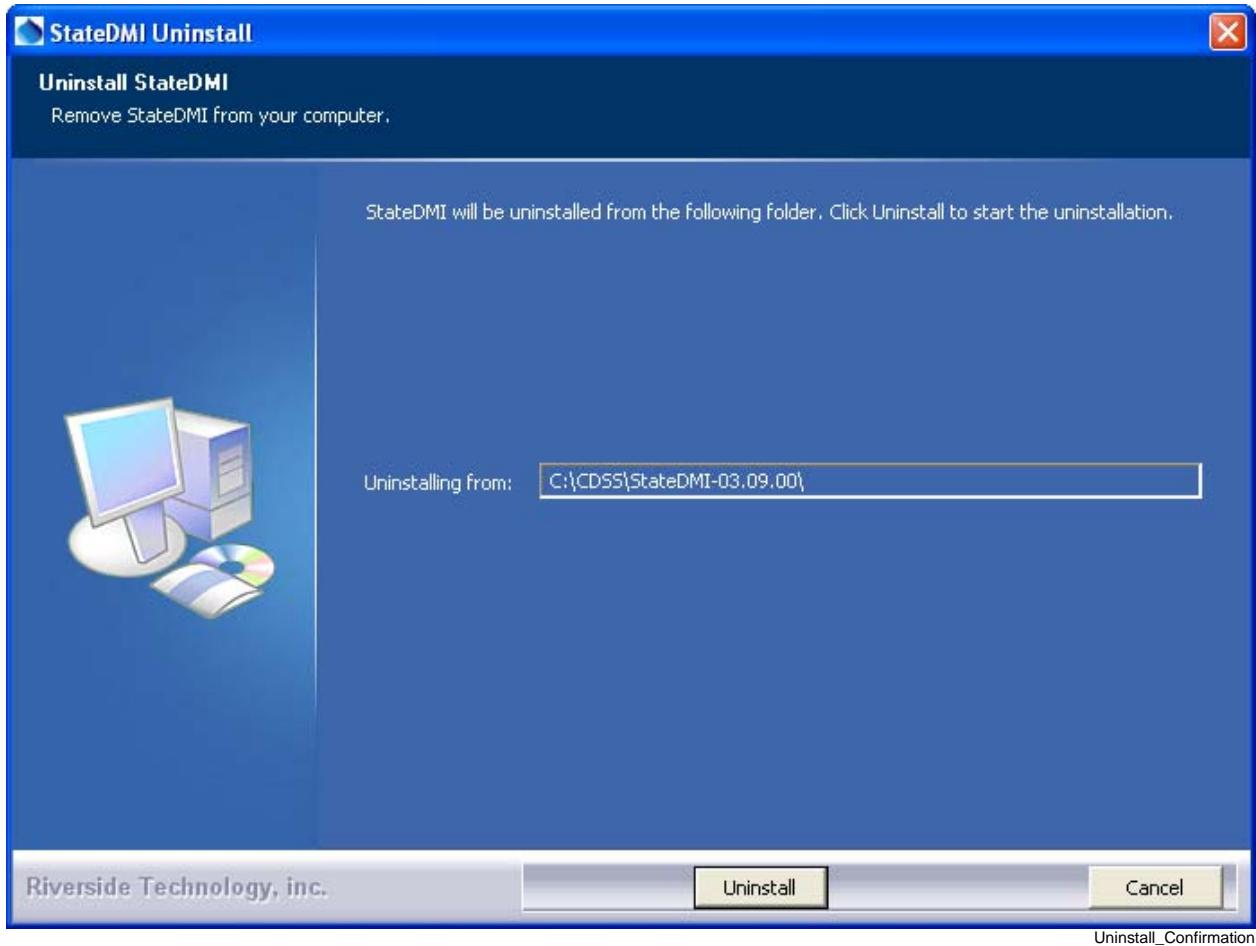 StateDMI Uninstall
Uninstall StateDMI
Remove StateDMI from your computer.
StateDMI will be uninstalled from the following folder. Click Uninstall to start the uninstallation.
Uninstalling from: C:\CDSS\StateDMI-03.09.00\
Riverside Technology, inc. Uninstall Cancel
Uninstall_Confirmation